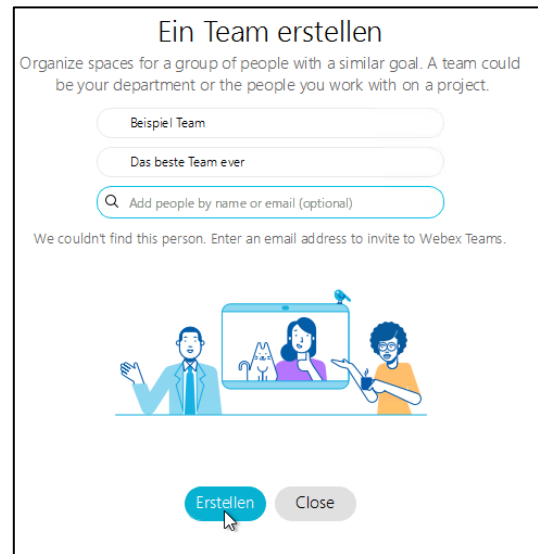 Ein Team erstellen
Organize spaces for a group of people with a similar goal. A team could
be your department or the people you work with on a project.
Beispiel Team
Das beste Team ever
Add people by name or email (optional)
We couldn't find this person. Enter an email address to invite to Webex Teams.
Erstellen Close